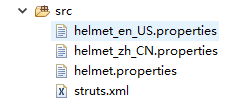 src
helmet_en_US.properties
helmet_zh_CN.properties
helmet.properties
struts.xml